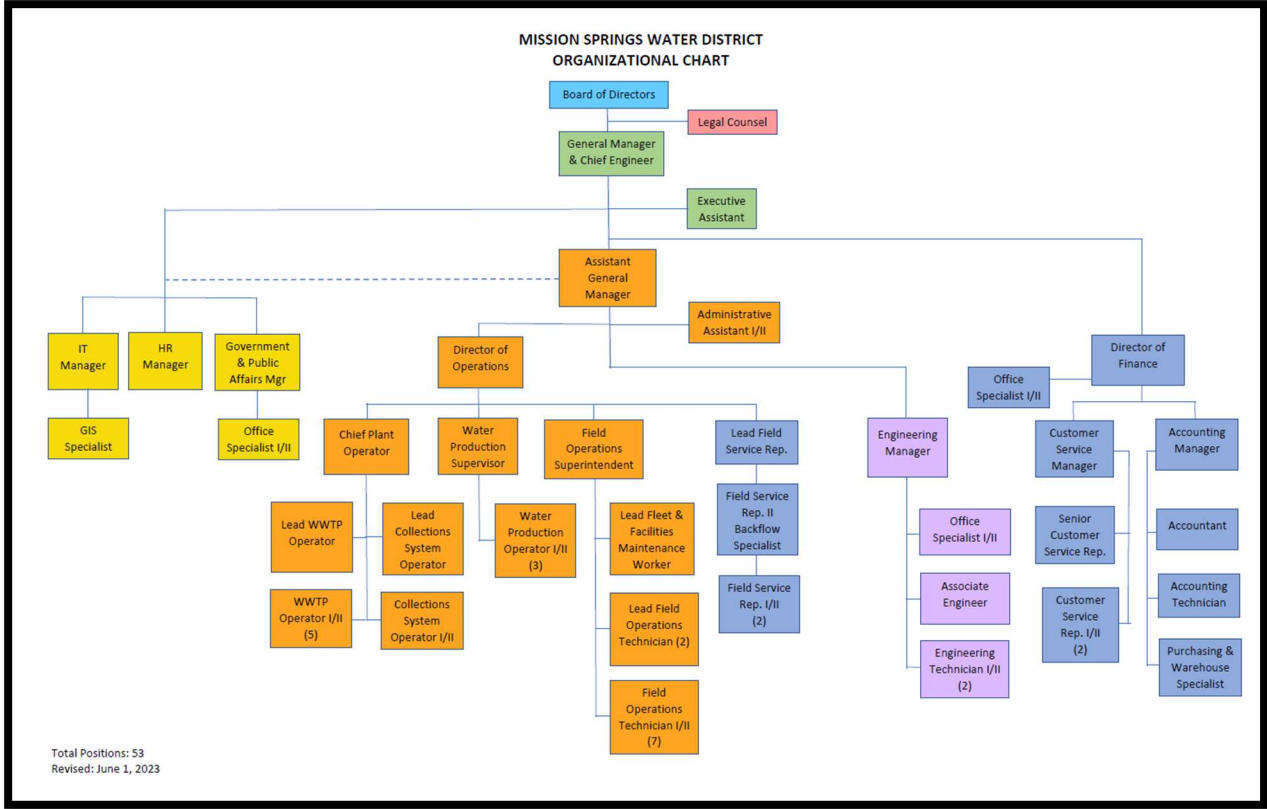 MISSION SPRINGS WATER DISTRICT
ORGANIZATIONAL CHART
Board of Directors
Legal Counsel
General Manager
& Chief Engineer
Executive
Assistant
Assistant
General
Manager
Administrative
Assistant I/II
IT
Manager
HR
Manager
Government
& Public
Affairs Mgr
Director of
Operations
Director of
Finance
Office
Specialist I/II
GIS
Specialist
Office
Specialist I/II
Chief Plant
Operator
Water
Production
Supervisor
Field
Operations
Superintendent
Lead Field
Service Rep.
Engineering
Manager
Customer
Service
Manager
Accounting
Manager
Lead WWTP
Operator
Lead
Collections
System
Operator
Water
Production
Operator I/II
(3)
Lead Fleet &
Facilities
Maintenance
Worker
Field Service
Rep. II
Backflow
Specialist
Office
Specialist I/II
Senior
Customer
Service Rep.
Accountant
WWTP
Operator I/II
(5)
Collections
System
Operator I/II
Lead Field
Operations
Technician (2)
Field Service
Rep. I/II
(2)
Associate
Engineer
Customer
Service
Rep. I/II
(2)
Accounting
Technician
Field
Operations
Technician I/II
(7)
Engineering
Technician I/II
(2)
Purchasing &
Warehouse
Specialist
Total Positions: 53
Revised: June 1, 2023